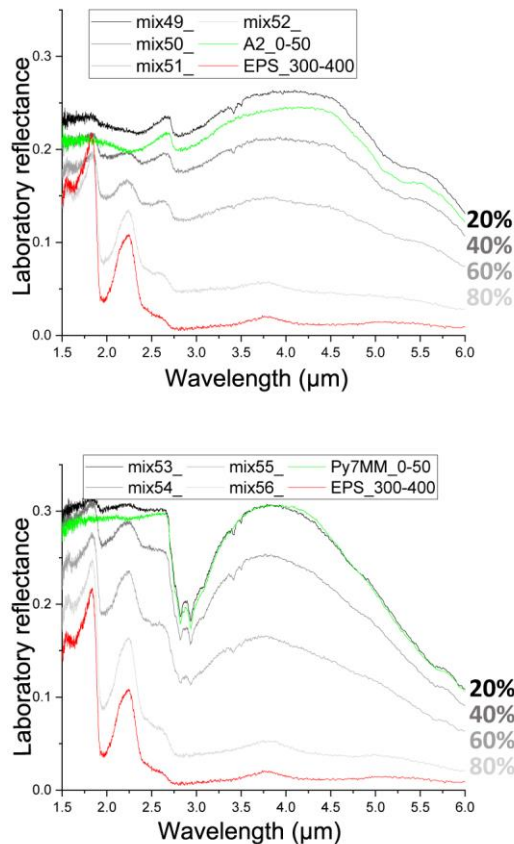 mix49_ mix52_
mix50_ A2_0-50
mix51_ EPS_300-400
Laboratory reflectance
0.3
0.2
0.1
0.0
20%
40%
60%
80%
1.5 2.0 2.5 3.0 3.5 4.0 4.5 5.0 5.5 6.0
Wavelength (μm)
mix53_ mix55_ Py7MM_0-50
mix54_ mix56_ EPS_300-400
Laboratory reflectance
0.3
0.2
0.1
0.0
20%
40%
60%
80%
1.5 2.0 2.5 3.0 3.5 4.0 4.5 5.0 5.5 6.0
Wavelength (μm)